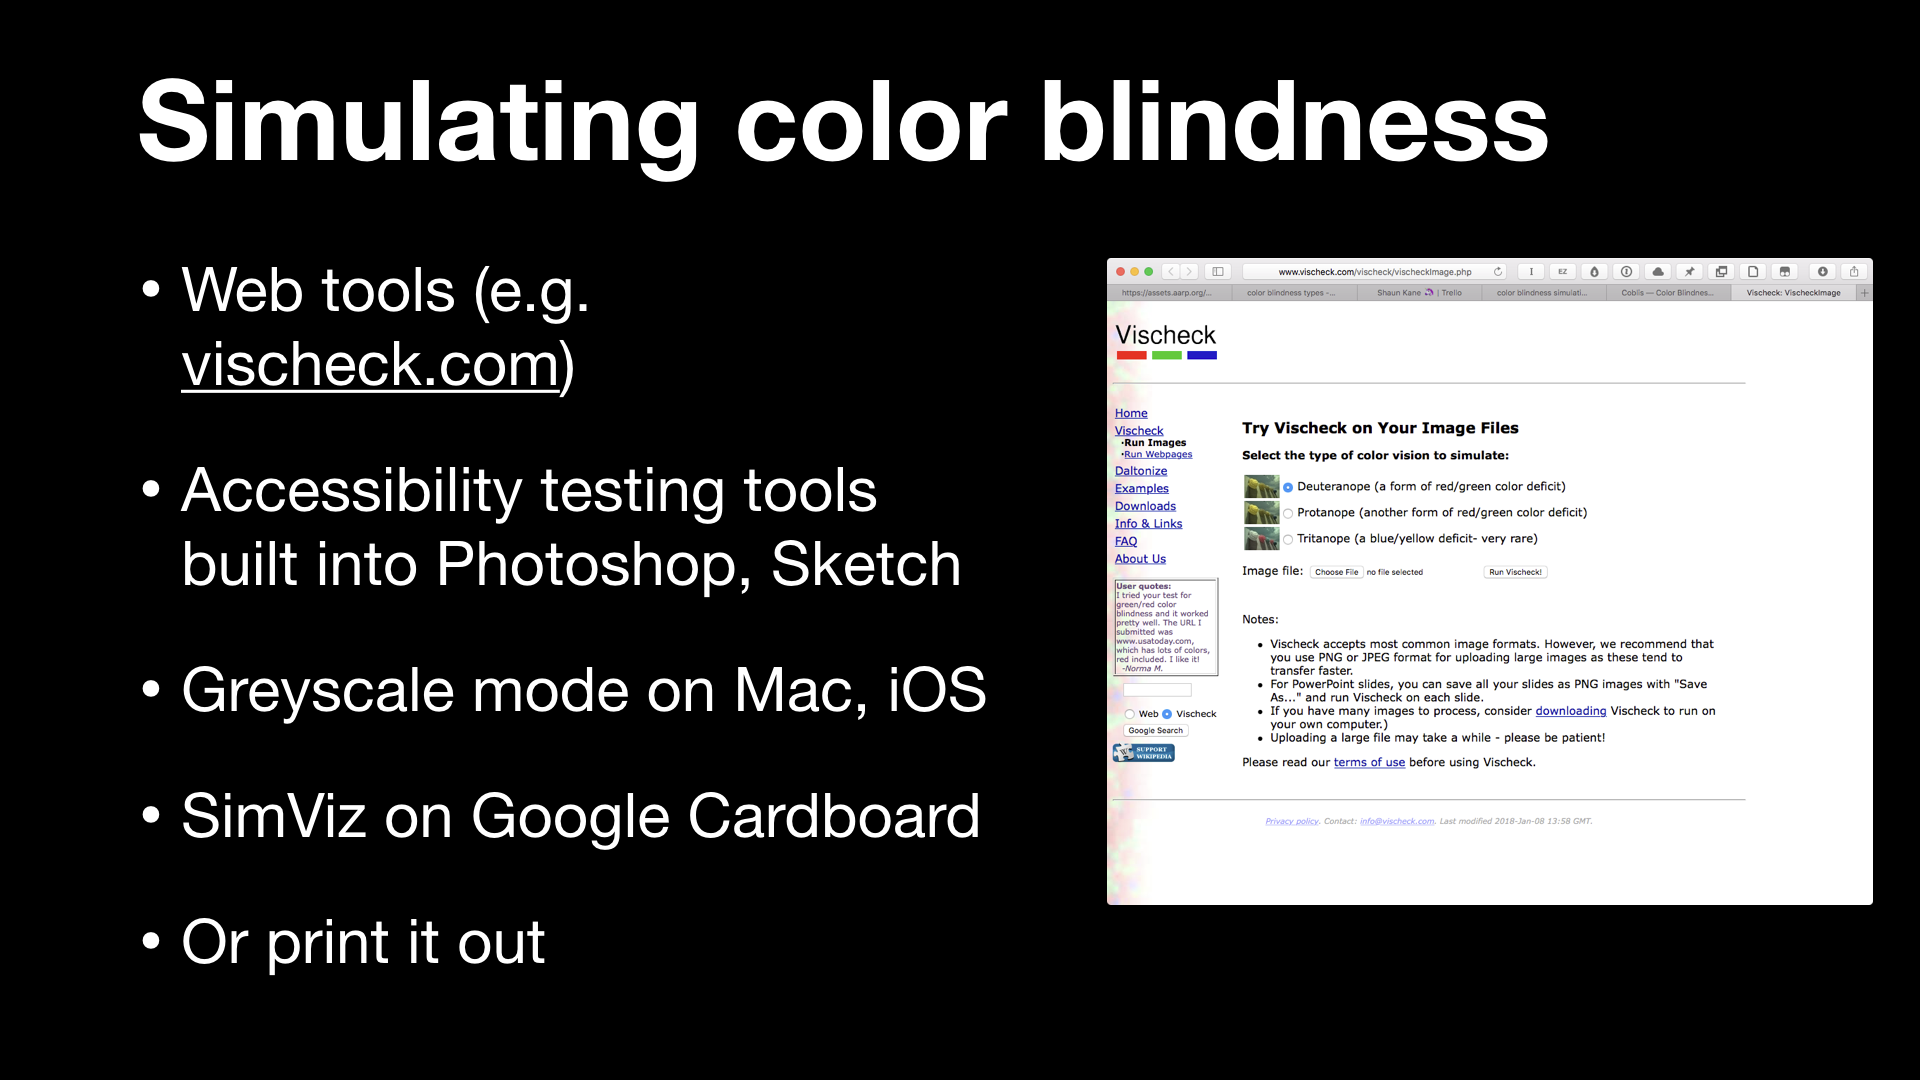 Simulating color blindness
• Web tools (e.g.
vischeck.com)
• Accessibility testing tools
built into Photoshop, Sketch
• Greyscale mode on Mac, iOS
• SimViz on Google Cardboard
• Or print it out
www.vischeck.com/vischeck/vischeckImage.php
I
EZ
https://assets.aarp.org/...
color blindness types -...
Shaun Kane | Trello
color blindness simulati...
Coblis — Color Blindnes...
Vischeck: VischeckImage
Vischeck
Home
Vischeck
·Run Images
·Run Webpages
Daltonize
Examples
Downloads
Info & Links
FAQ
About Us
User quotes:
I tried your test for
green/red color
blindness and it worked
pretty well. The URL I
submitted was
www.usatoday.com,
which has lots of colors,
red included. I like it!
-Norma M.
Web Vischeck
Google Search
W SUPPORT
WIKIPEDIA
Try Vischeck on Your Image Files
Select the type of color vision to simulate:
Deuteranope (a form of red/green color deficit)
Protanope (another form of red/green color deficit)
Tritanope (a blue/yellow deficit- very rare)
Image file: Choose File no file selected Run Vischeck!
Notes:
• Vischeck accepts most common image formats. However, we recommend that
you use PNG or JPEG format for uploading large images as these tend to
transfer faster.
• For PowerPoint slides, you can save all your slides as PNG images with "Save
As..." and run Vischeck on each slide.
• If you have many images to process, consider downloading Vischeck to run on
your own computer.)
• Uploading a large file may take a while - please be patient!
Please read our terms of use before using Vischeck.
Privacy policy. Contact: info@vischeck.com. Last modified 2018-Jan-08 13:58 GMT.